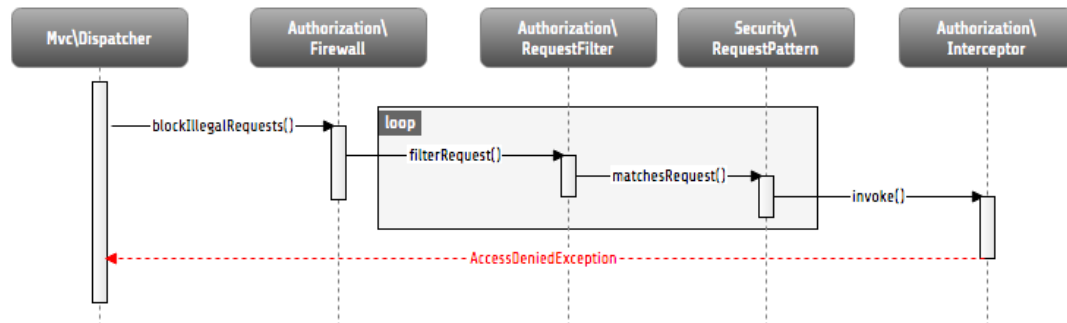 Mvc\Dispatcher
Authorization\
Firewall
Authorization\
RequestFilter
Security\
RequestPattern
Authorization\
Interceptor
loop
blockIllegalRequests()
filterRequest()
matchesRequest()
invoke()
AccessDeniedException